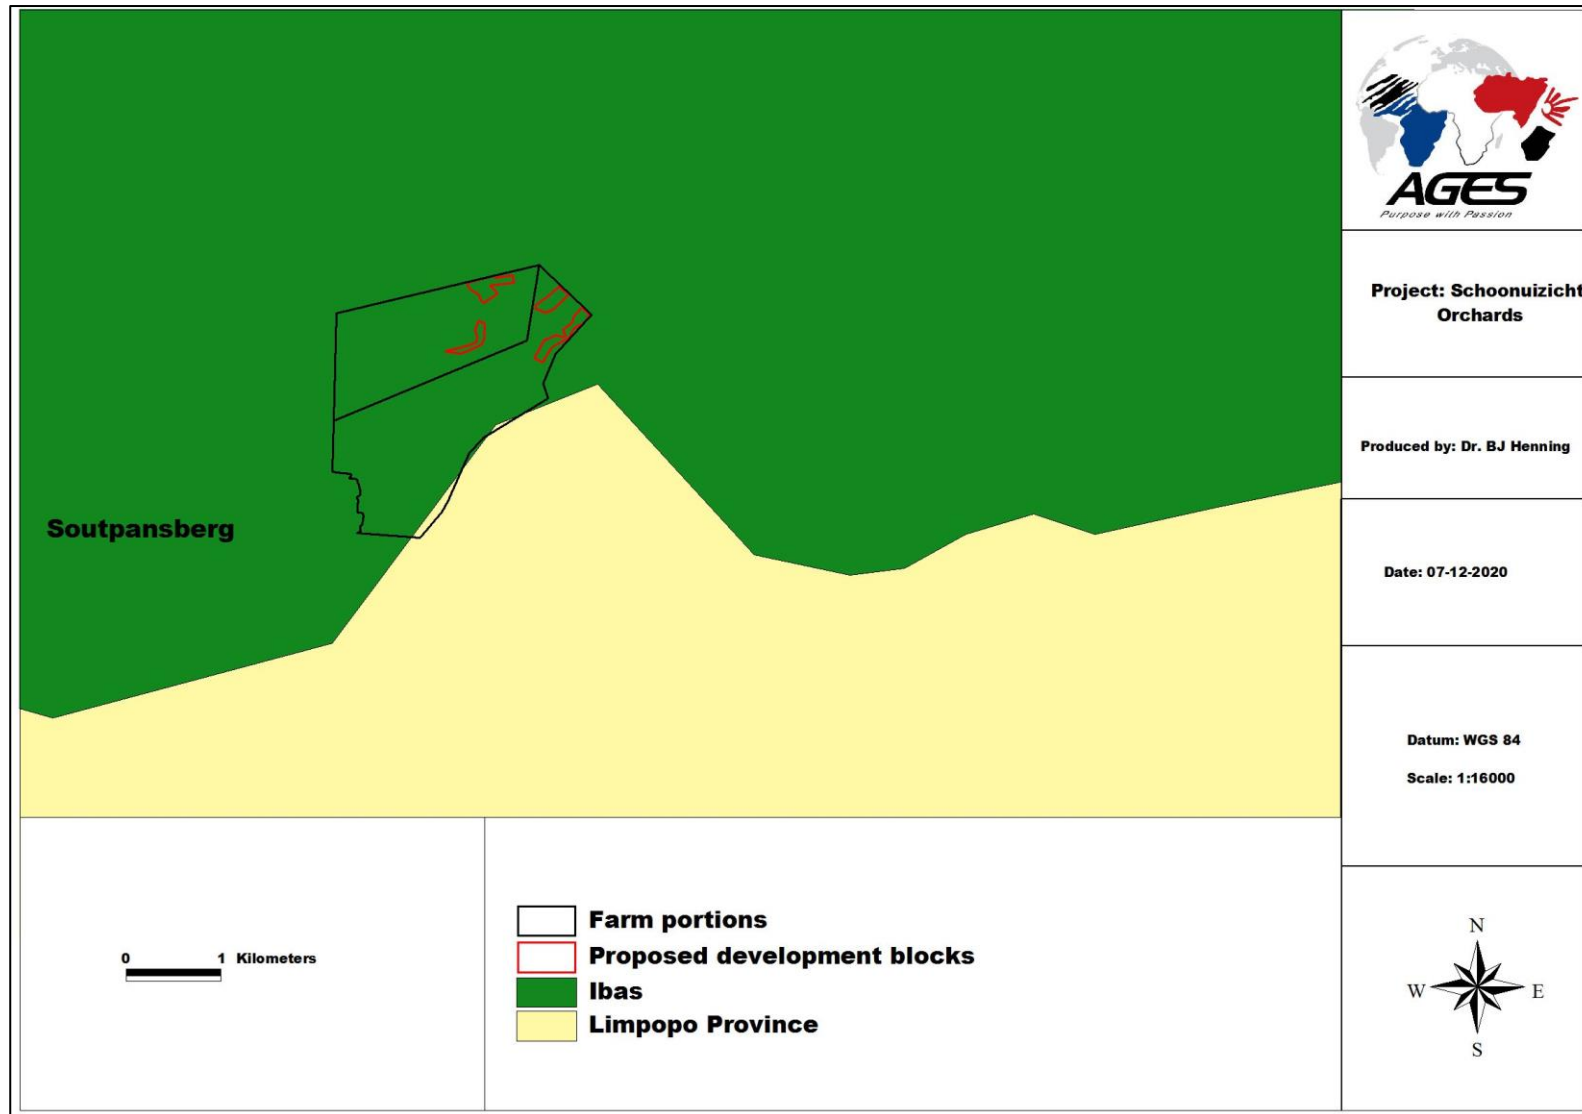 AGES
Purpose with Passion
Project: Schoonuizicht
Orchards
Produced by: Dr. BJ Henning
Date: 07-12-2020
Datum: WGS 84
Scale: 1:16000
N
W E
S
Soutpansberg
0 1 Kilometers
Farm portions
Proposed development blocks
Ibas
Limpopo Province